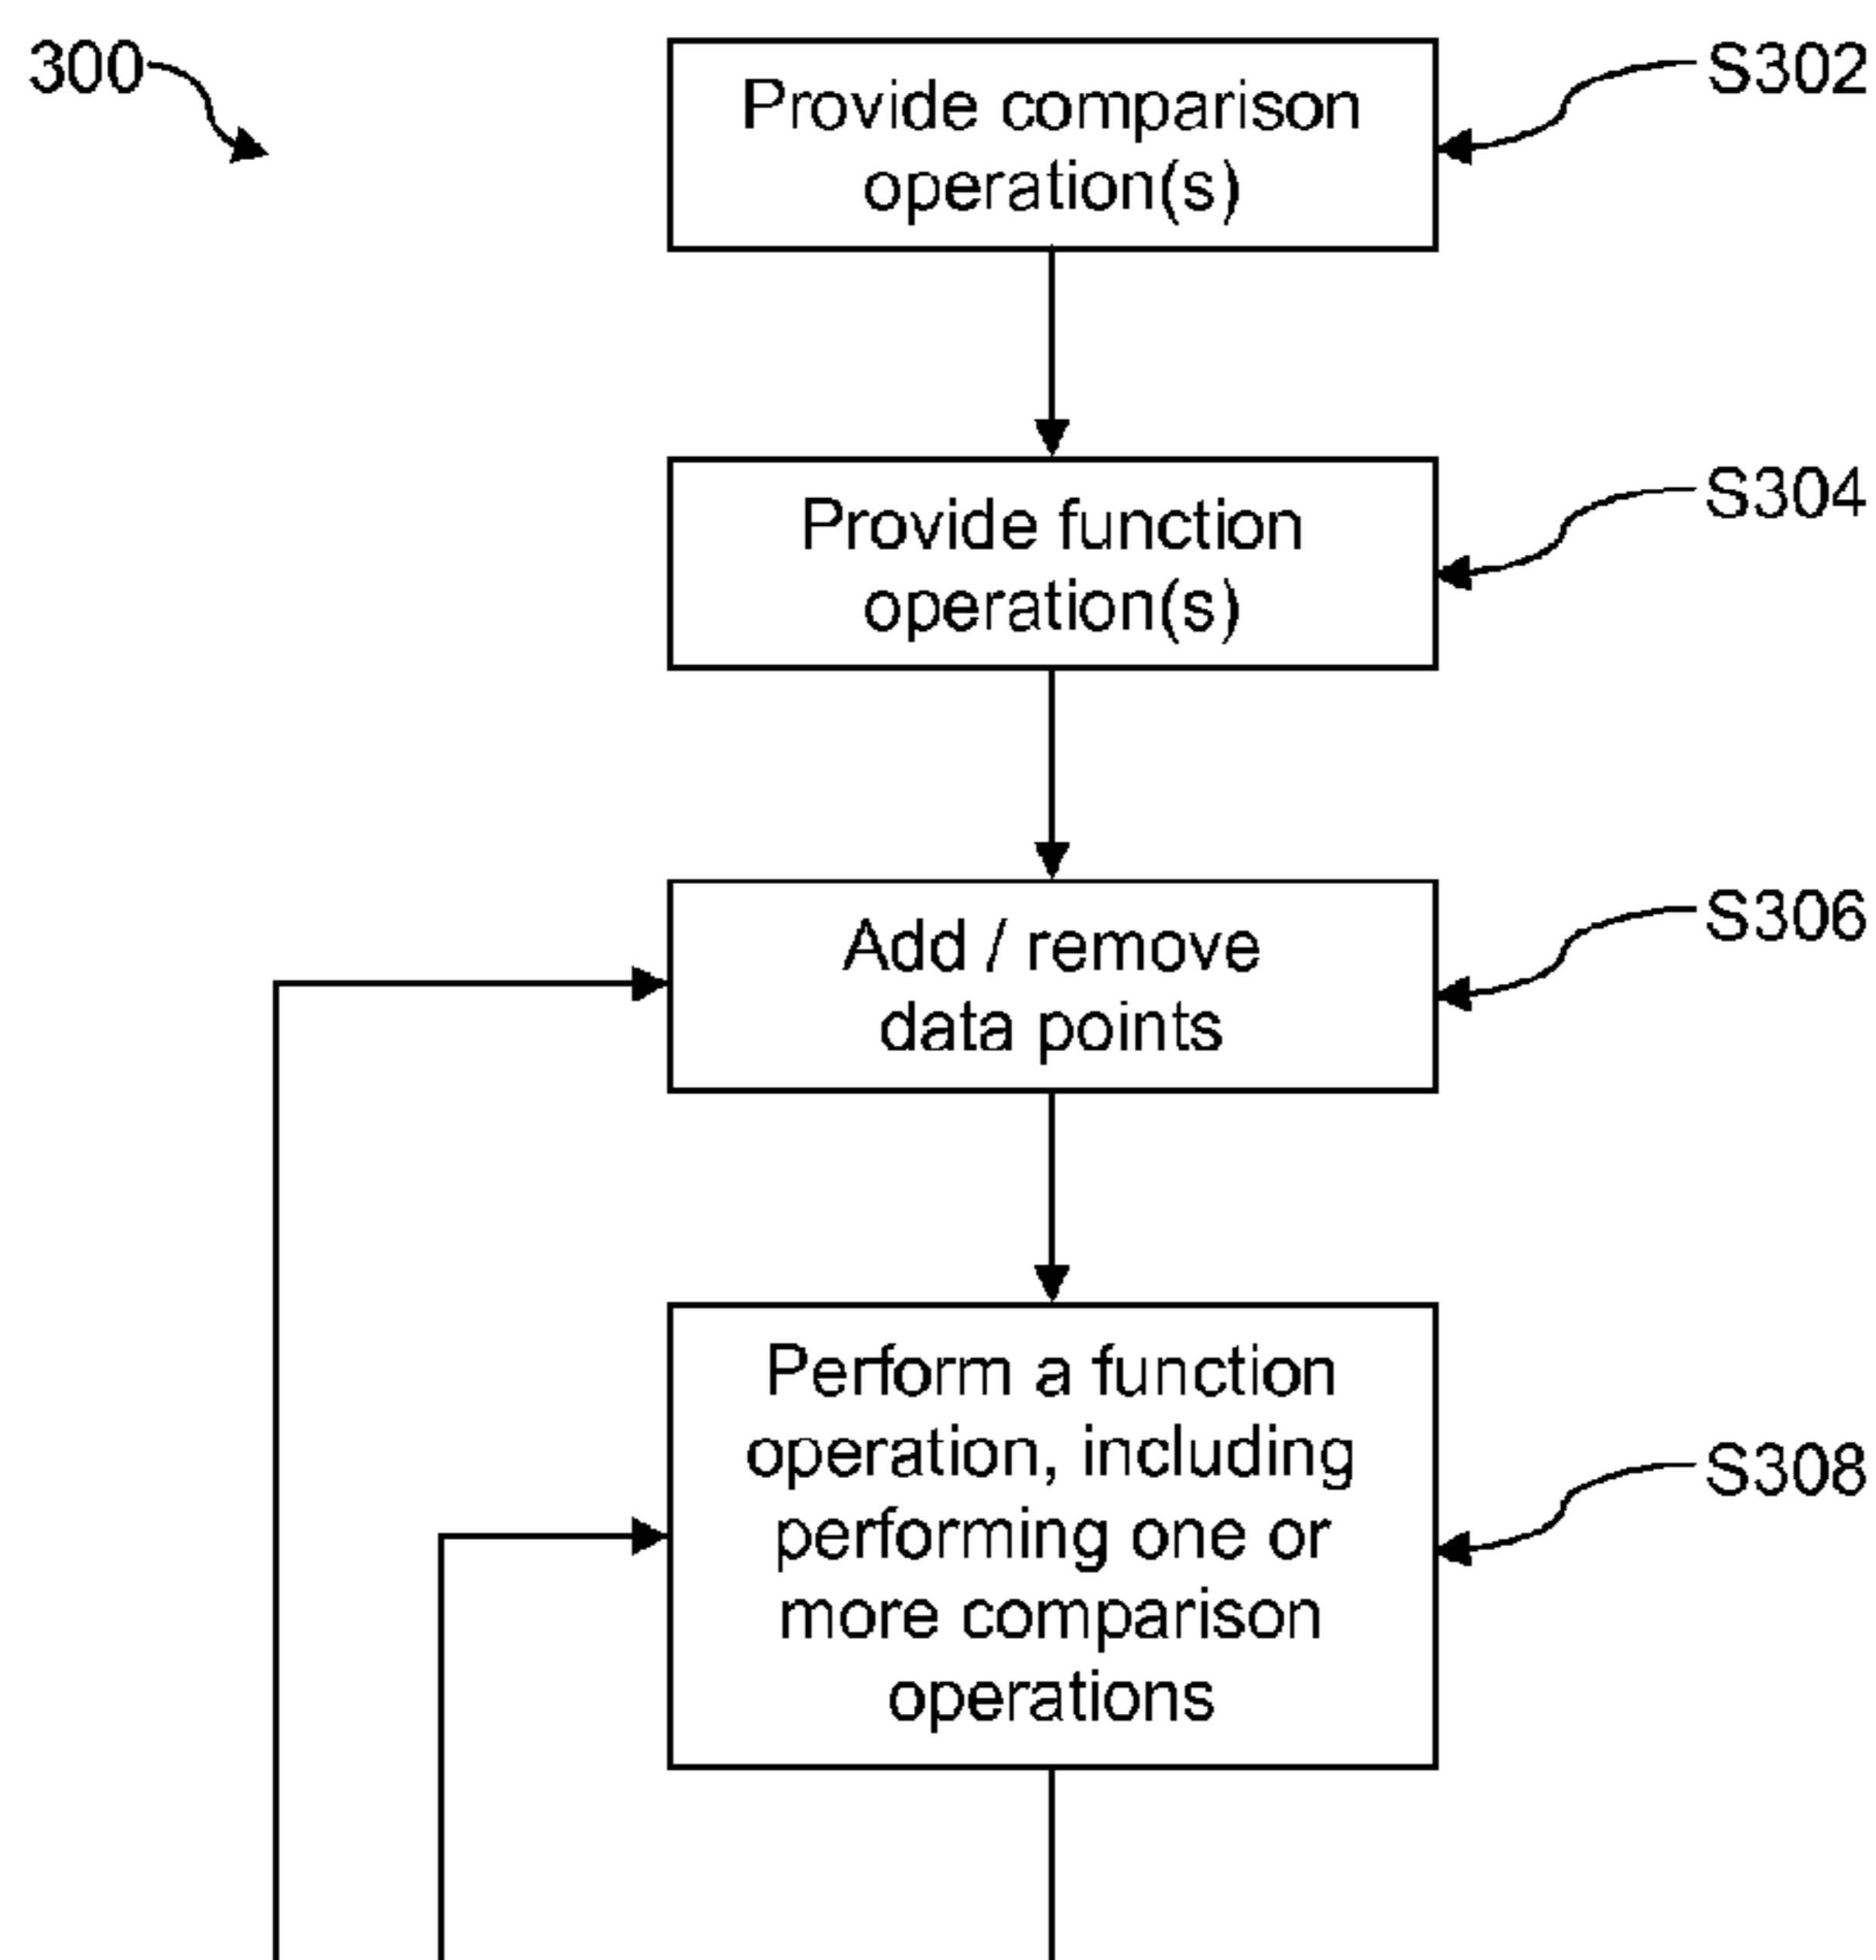 300
Provide comparison
operation(s)
S302
Provide function
operation(s)
S304
Add / remove
data points
S306
Perform a function
operation, including
performing one or
more comparison
operations
S308